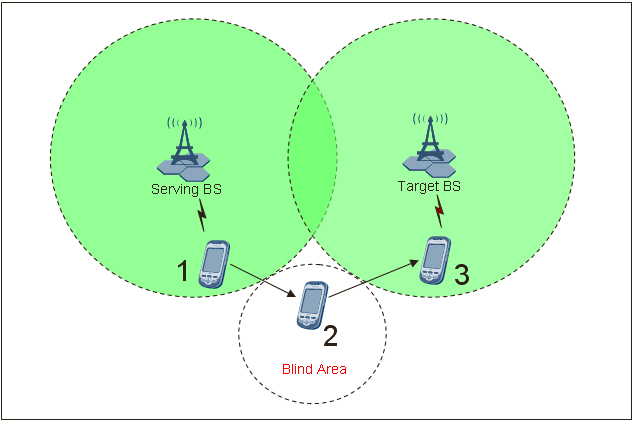 Serving BS
Target BS
1
3
2
Blind Area